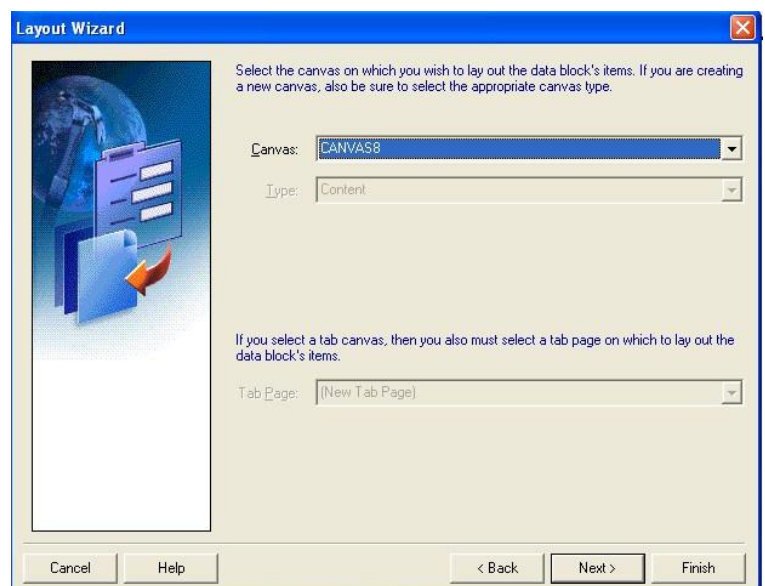 Layout Wizard
Select the canvas on which you wish to lay out the data block's items. If you are creating
a new canvas, also be sure to select the appropriate canvas type.
Canvas: CANVAS8
Type: Content
If you select a tab canvas, then you also must select a tab page on which to lay out the
data block's items.
Tab Page: (New Tab Page)
Cancel Help < Back Next > Finish